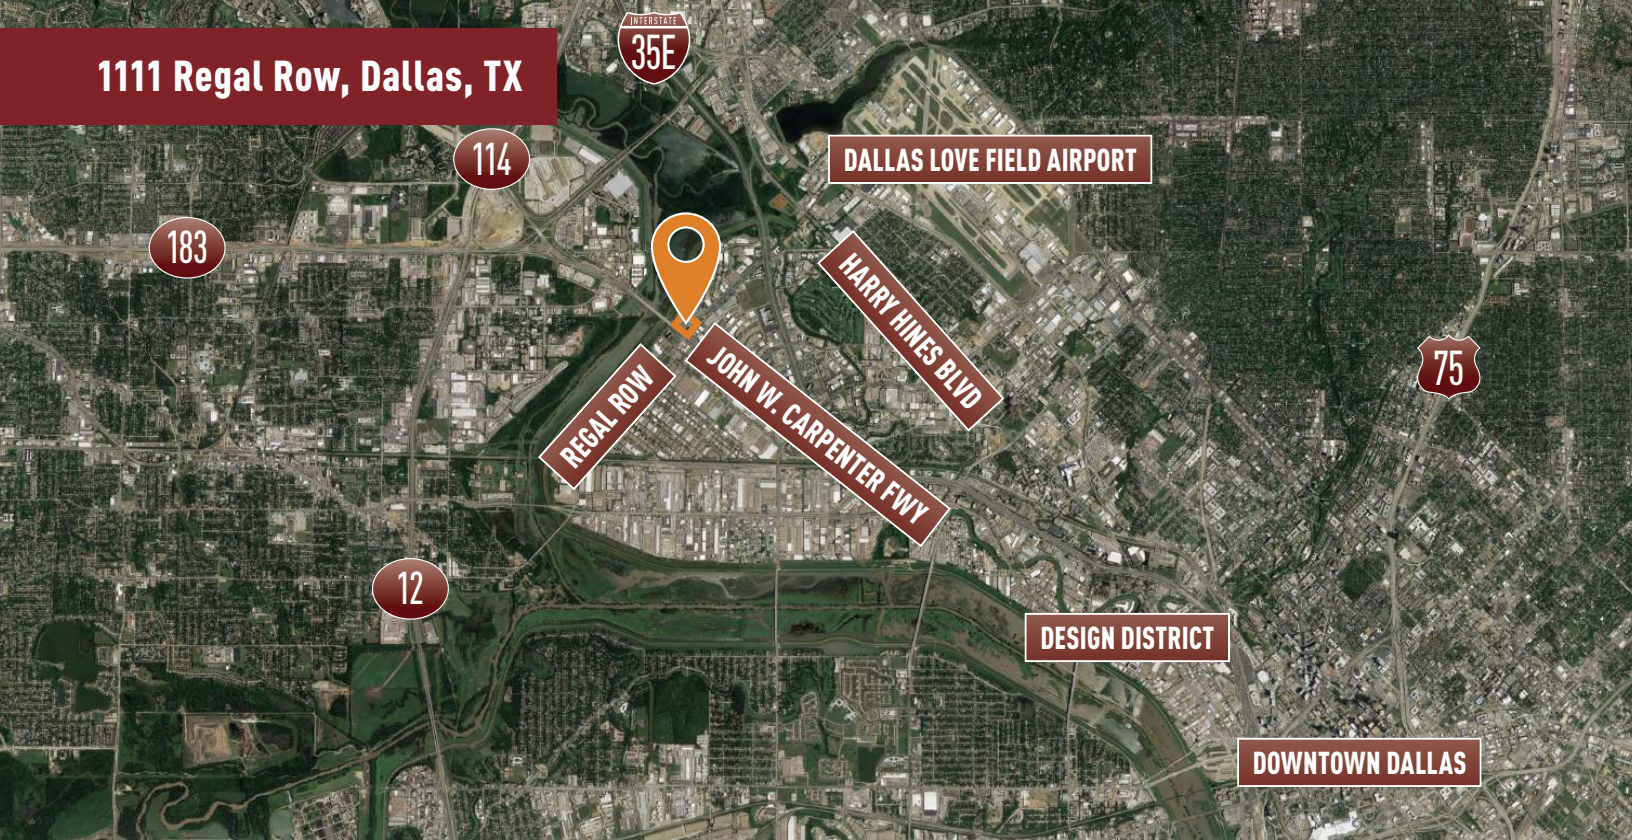 INTERSTATE
35E
1111 Regal Row, Dallas, TX
114
DALLAS LOVE FIELD AIRPORT
183
HARRY HINES BLVD
JOHN W. CARPENTER FWY
REGAL ROW
75
12
DESIGN DISTRICT
DOWNTOWN DALLAS